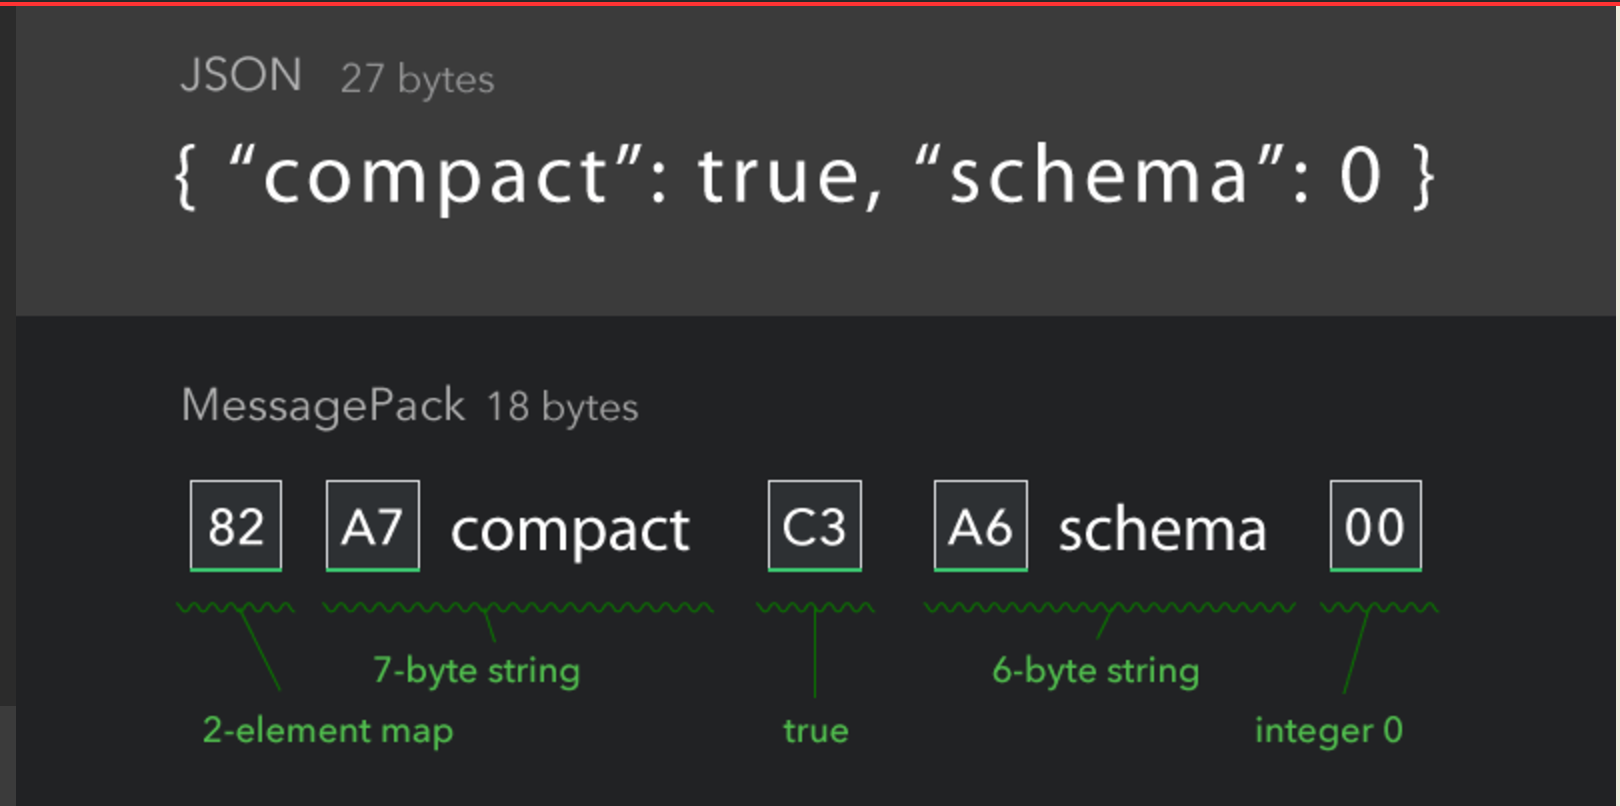 JSON 27 bytes
{ “compact”: true, “schema”: 0 }
MessagePack 18 bytes
82 A7 compact C3 A6 schema 00
7-byte string 6-byte string
2-element map true integer 0